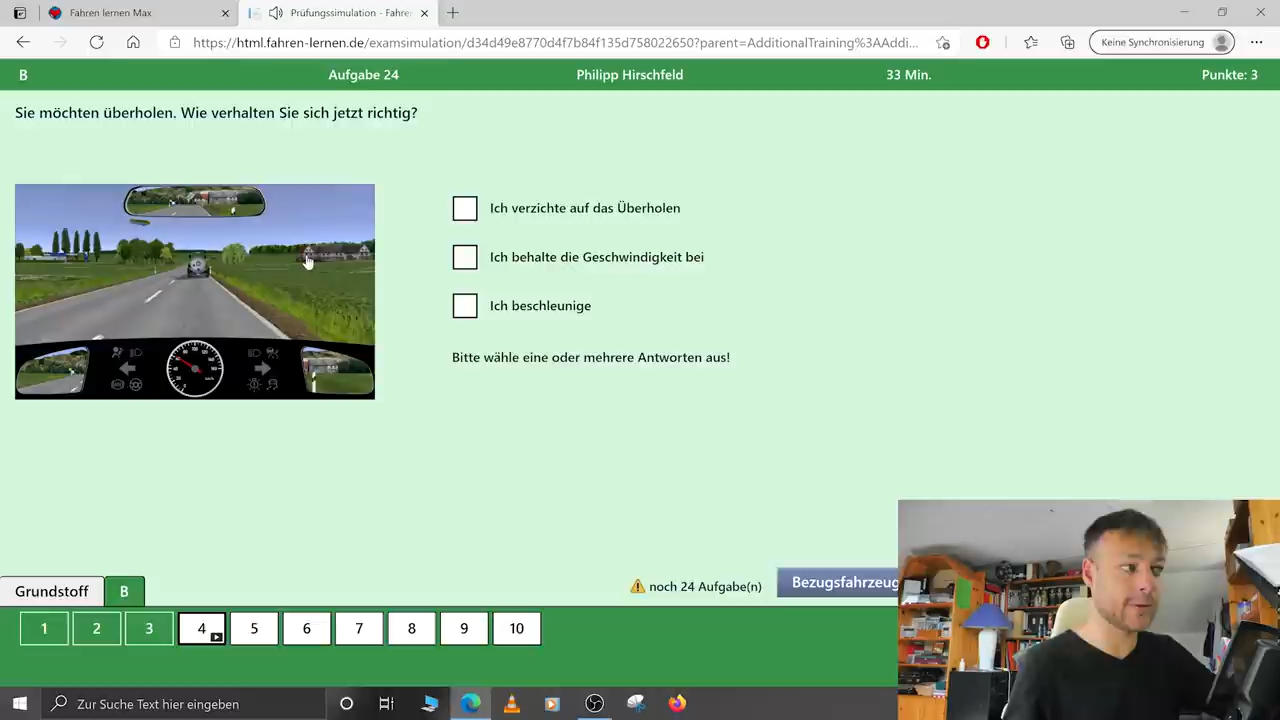 Fahren lernen Max
Prüfungssimulation - Fahre
https://html.fahren-lernen.de/examsimulation/d34d49e8770d4f7b84f135d758022650?parent=AdditionalTraining%3AAddi...
Keine Synchronisierung
B
Aufgabe 24
Philipp Hirschfeld
33 Min.
Punkte: 3
Sie möchten überholen. Wie verhalten Sie sich jetzt richtig?
Ich verzichte auf das Überholen
Ich behalte die Geschwindigkeit bei
Ich beschleunige
Bitte wähle eine oder mehrere Antworten aus!
Grundstoff
B
noch 24 Aufgabe(n)
Bezugsfahrzeug
1 2 3 4 5 6 7 8 9 10
Zur Suche Text hier eingeben